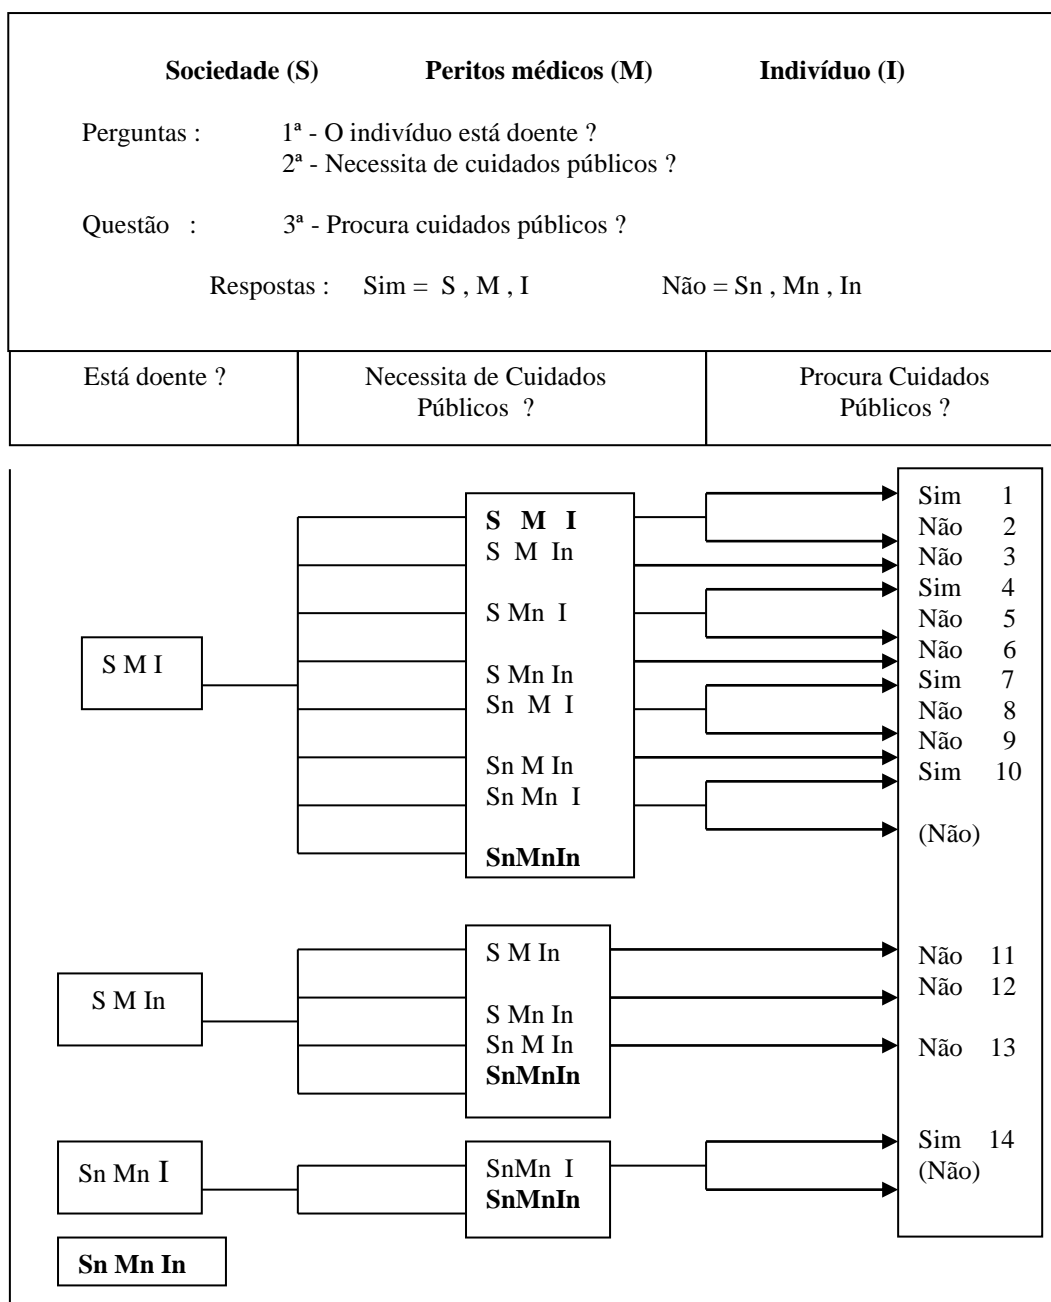 Sociedade (S) Peritos médicos (M) Indivíduo (I)
Perguntas : 1ª - O indivíduo está doente ?
2ª - Necessita de cuidados públicos ?
Questão : 3ª - Procura cuidados públicos ?
Respostas : Sim = S , M , I Não = Sn , Mn , In
Está doente ? Necessita de Cuidados Públicos ? Procura Cuidados Públicos ?
S M I
S M I
S M In
S Mn I
S Mn In
Sn M I
Sn M In
Sn Mn I
SnMnIn
Sim 1
Não 2
Não 3
Sim 4
Não 5
Não 6
Sim 7
Não 8
Não 9
Sim 10
(Não)
S M In
S M In
S Mn In
Sn M In
SnMnIn
Não 11
Não 12
Não 13
Sn Mn I
SnMn I
SnMnIn
Sim 14
(Não)
Sn Mn In